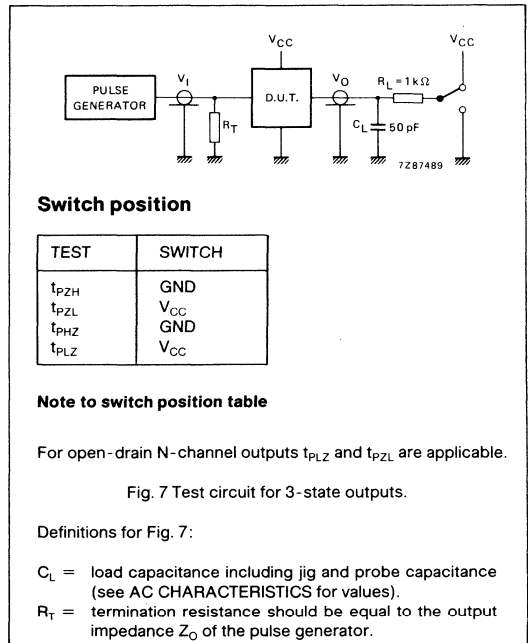 V_CC V_CC
V_I V_O R_L = 1 kΩ
PULSE GENERATOR
D.U.T.
R_T
C_L 50 pF
7Z87489
Switch position
TEST SWITCH
t_PZH GND
t_PZL V_CC
t_PHZ GND
t_PLZ V_CC
Note to switch position table
For open-drain N-channel outputs t_PLZ and t_PZL are applicable.
Fig. 7 Test circuit for 3-state outputs.
Definitions for Fig. 7:
C_L = load capacitance including jig and probe capacitance
(see AC CHARACTERISTICS for values).
R_T = termination resistance should be equal to the output
impedance Z_O of the pulse generator.